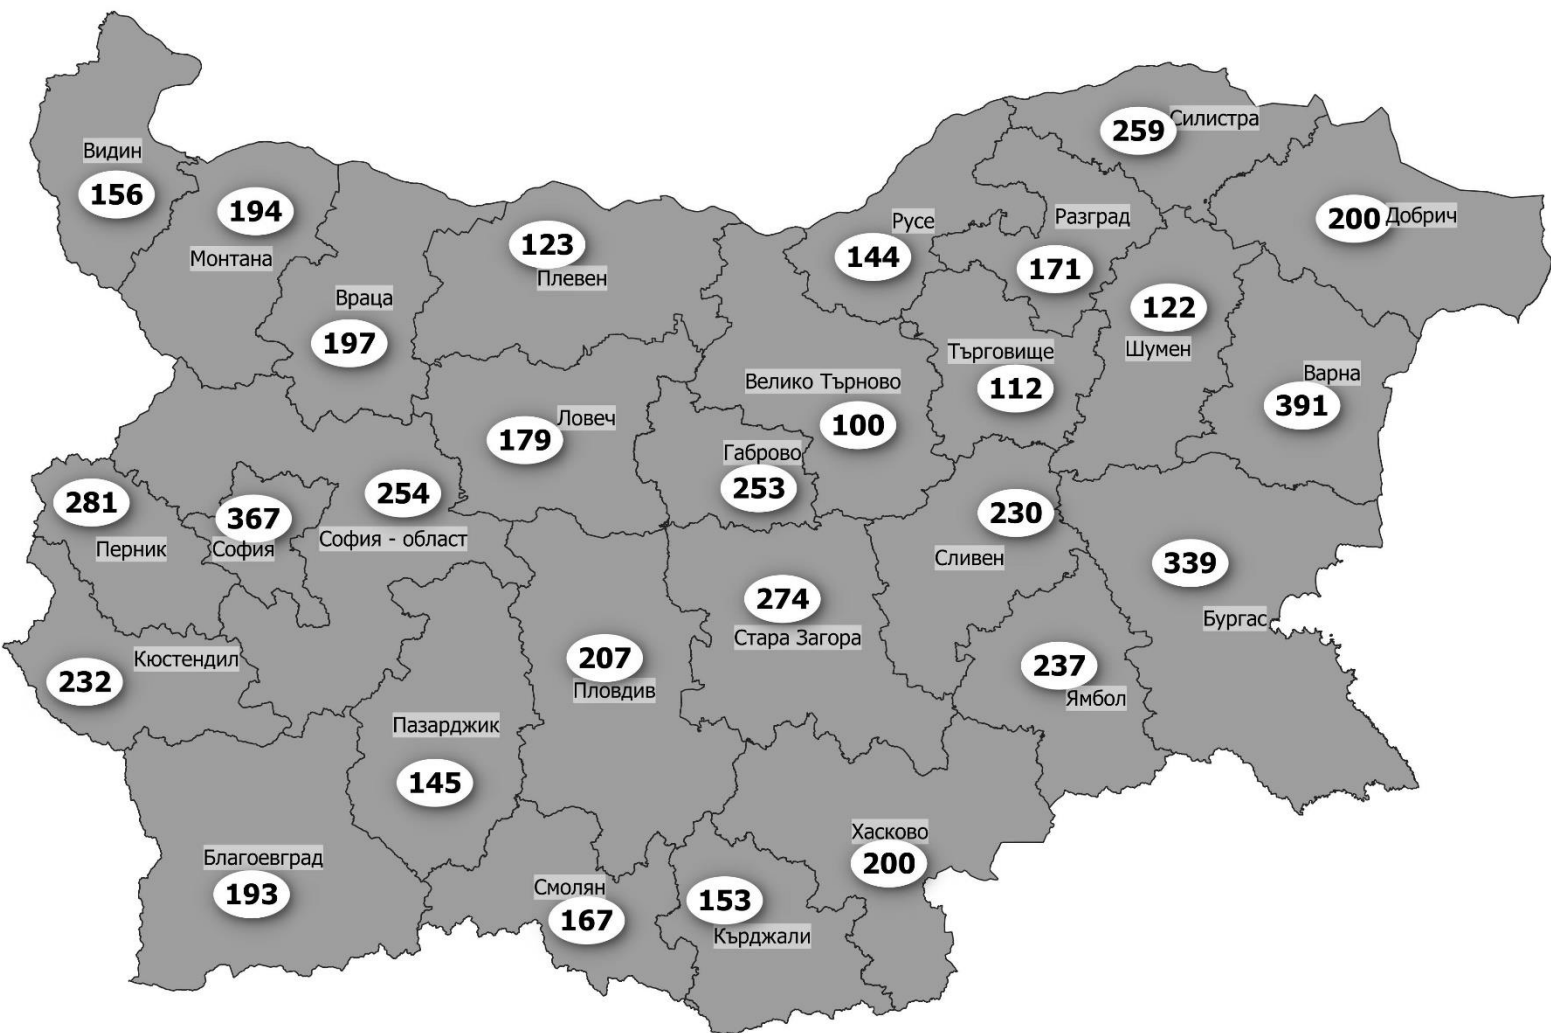 Силистра
259
Видин
156
194
Монтана
123
Плевен
Русе
144
Разград
171
200
Добрич
Враца
197
122
Шумен
Търговище
112
Варна
391
Велико Търново
100
Ловеч
179
Габрово
253
281
Перник
367
София
254
София - област
230
Сливен
339
Бургас
274
Стара Загора
207
Пловдив
237
Ямбол
Кюстендил
232
Пазарджик
145
Хасково
200
Благоевград
193
Смолян
167
153
Кърджали